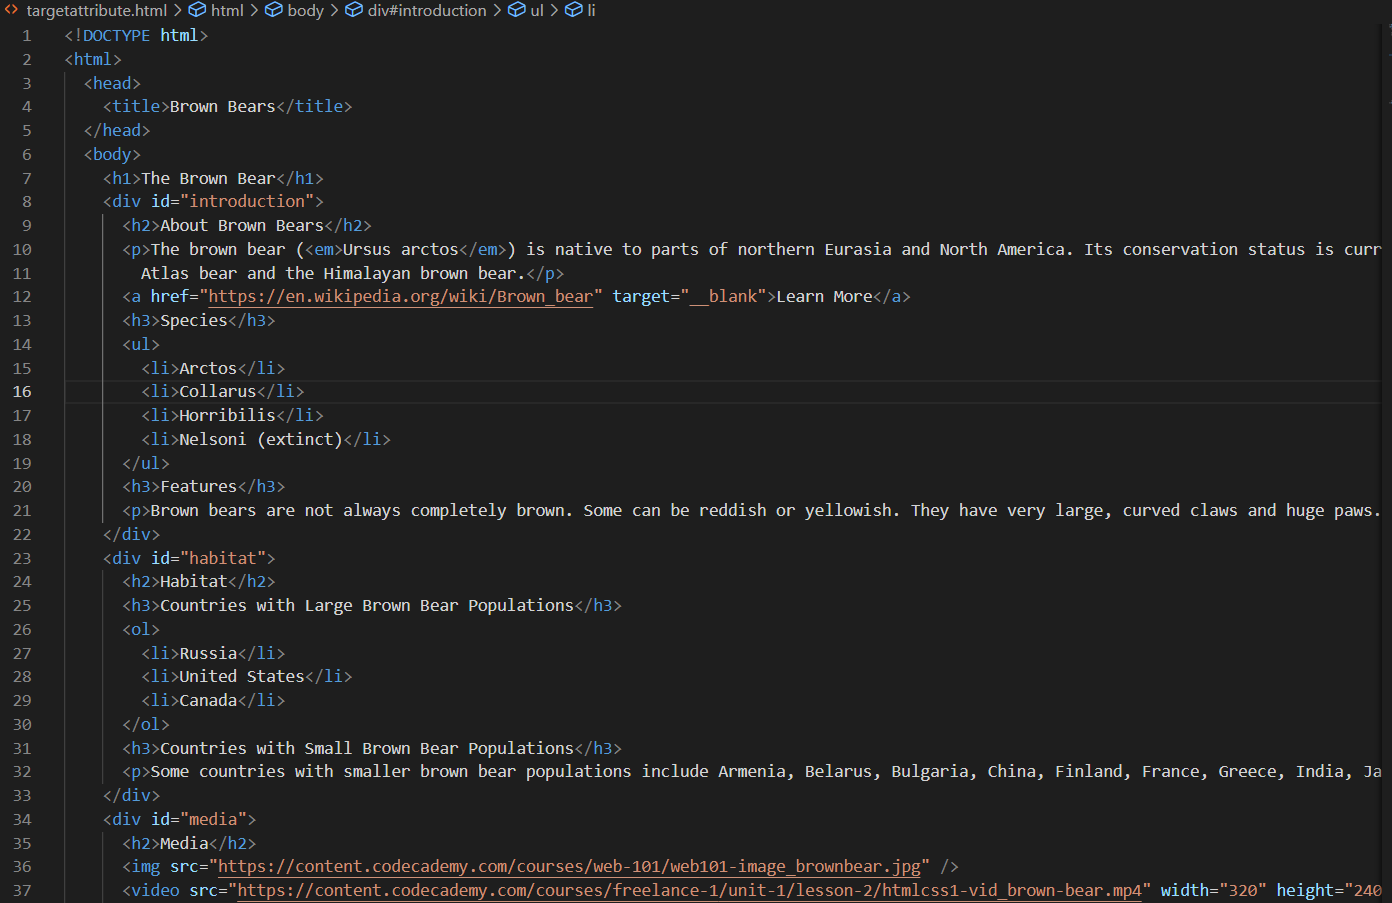 targetattribute.html > html > body > div#introduction > ul > li
1 <!DOCTYPE html>
2 <html>
3 <head>
4 <title>Brown Bears</title>
5 </head>
6 <body>
7 <h1>The Brown Bear</h1>
8 <div id="introduction">
9 <h2>About Brown Bears</h2>
10 <p>The brown bear (<em>Ursus arctos</em>) is native to parts of northern Eurasia and North America. Its conservation status is curr
11 Atlas bear and the Himalayan brown bear.</p>
12 <a href="https://en.wikipedia.org/wiki/Brown_bear" target="__blank">Learn More</a>
13 <h3>Species</h3>
14 <ul>
15 <li>Arctos</li>
16 <li>Collarus</li>
17 <li>Horribilis</li>
18 <li>Nelsoni (extinct)</li>
19 </ul>
20 <h3>Features</h3>
21 <p>Brown bears are not always completely brown. Some can be reddish or yellowish. They have very large, curved claws and huge paws.
22 </div>
23 <div id="habitat">
24 <h2>Habitat</h2>
25 <h3>Countries with Large Brown Bear Populations</h3>
26 <ol>
27 <li>Russia</li>
28 <li>United States</li>
29 <li>Canada</li>
30 </ol>
31 <h3>Countries with Small Brown Bear Populations</h3>
32 <p>Some countries with smaller brown bear populations include Armenia, Belarus, Bulgaria, China, Finland, France, Greece, India, Ja
33 </div>
34 <div id="media">
35 <h2>Media</h2>
36 <img src="https://content.codecademy.com/courses/web-101/web101-image_brownbear.jpg" />
37 <video src="https://content.codecademy.com/courses/freelance-1/unit-1/lesson-2/htmlcss1-vid_brown-bear.mp4" width="320" height="240